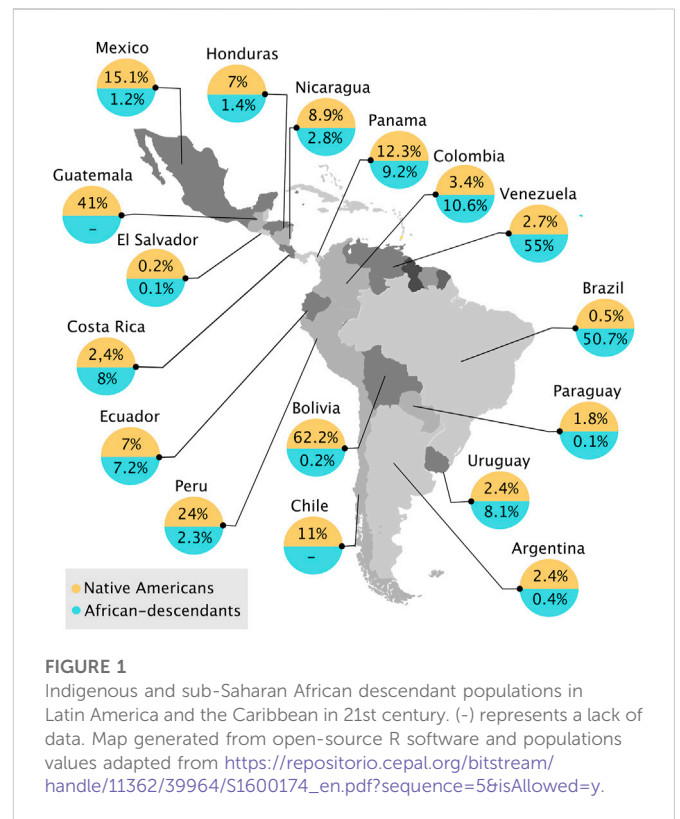 Mexico
15.1%
1.2%
Honduras
7%
1.4%
Nicaragua
8.9%
2.8%
Panama
12.3%
9.2%
Colombia
3.4%
10.6%
Venezuela
2.7%
55%
Guatemala
41%
–
El Salvador
0.2%
0.1%
Brazil
0.5%
50.7%
Costa Rica
2,4%
8%
Paraguay
1.8%
0.1%
Ecuador
7%
7.2%
Bolivia
62.2%
0.2%
Uruguay
2.4%
8.1%
Peru
24%
2.3%
Chile
11%
–
Argentina
2.4%
0.4%
Native Americans
African-descendants
FIGURE 1
Indigenous and sub-Saharan African descendant populations in
Latin America and the Caribbean in 21st century. (-) represents a lack of
data. Map generated from open-source R software and populations
values adapted from https://repositorio.cepal.org/bitstream/
handle/11362/39964/S1600174_en.pdf?sequence=5&isAllowed=y.